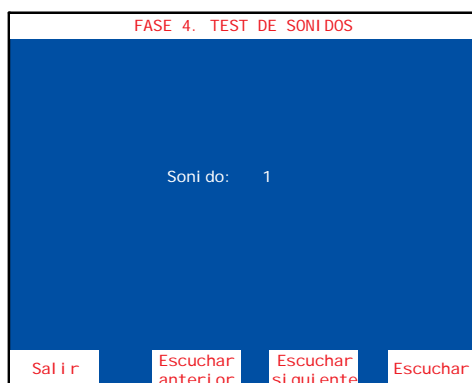 FASE 4. TEST DE SONIDOS
Sonido: 1
Salir
Escuchar
anterior
Escuchar
siguiente
Escuchar